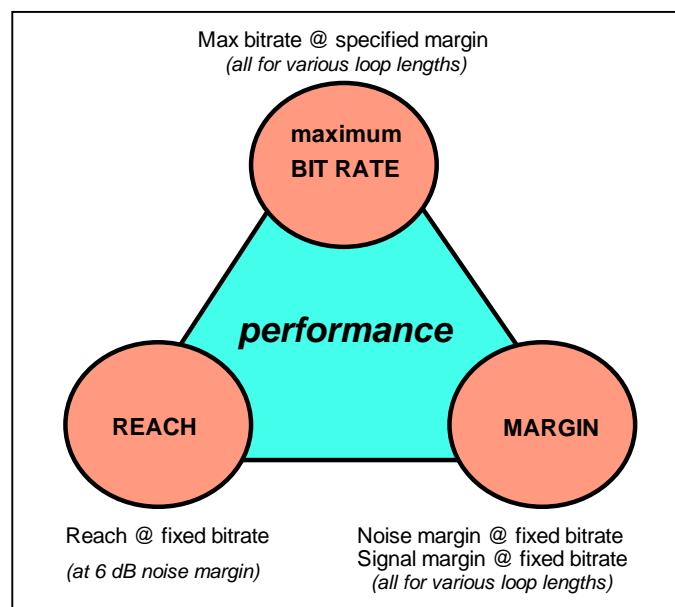 Max bitrate @ specified margin
(all for various loop lengths)
maximum
BIT RATE
performance
REACH
MARGIN
Reach @ fixed bitrate
(at 6 dB noise margin)
Noise margin @ fixed bitrate
Signal margin @ fixed bitrate
(all for various loop lengths)